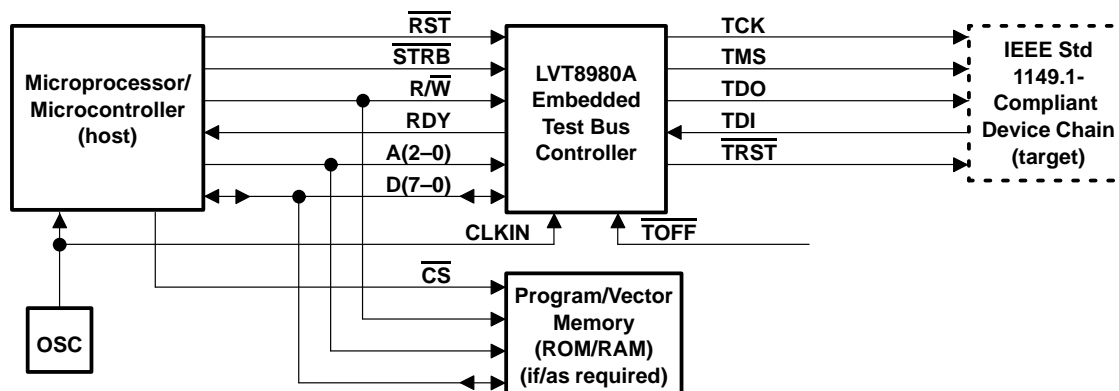 Microprocessor/
Microcontroller
(host)
RST
STRB
R/W
RDY
A(2–0)
D(7–0)
LVT8980A
Embedded
Test Bus
Controller
TCK
TMS
TDO
TDI
TRST
IEEE Std
1149.1-
Compliant
Device Chain
(target)
CLKIN
TOFF
CS
OSC
Program/Vector
Memory
(ROM/RAM)
(if/as required)